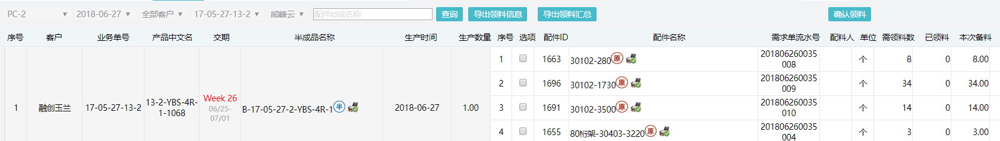 PC-2 2018-06-27 全部客户 17-05-27-13-2 熊峰云 配件Id或名称 查询 导出领料信息 导出领料汇总 确认领料
序号 客户 业务单号 产品中文名 交期 半成品名称 生产时间 生产数量 序号 选项 配件ID 配件名称 需求单流水号 配料人 单位 需领料数 已领料 本次备料
1 融创玉兰 17-05-27-13-2 13-2-YBS-4R-1-1068 Week 26 06/25-07/01 B-17-05-27-2-YBS-4R-1 半 2018-06-27 1.00
1 1663 30102-280 原 201806260035008 个 8 0 8.00
2 1696 30102-1730 原 201806260035009 个 34 0 34.00
3 1691 30102-3500 原 201806260035010 个 14 0 14.00
4 1655 80桁架-30403-3220 原 201806260035004 个 3 0 3.00